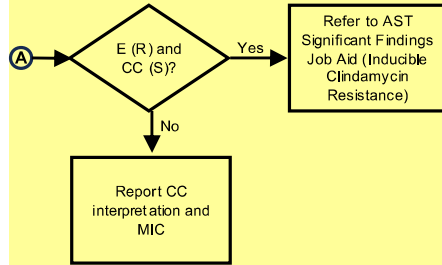 A
E (R) and
CC (S)?
Yes
Refer to AST
Significant Findings
Job Aid (Inducible
Clindamycin
Resistance)
No
Report CC
interpretation and
MIC